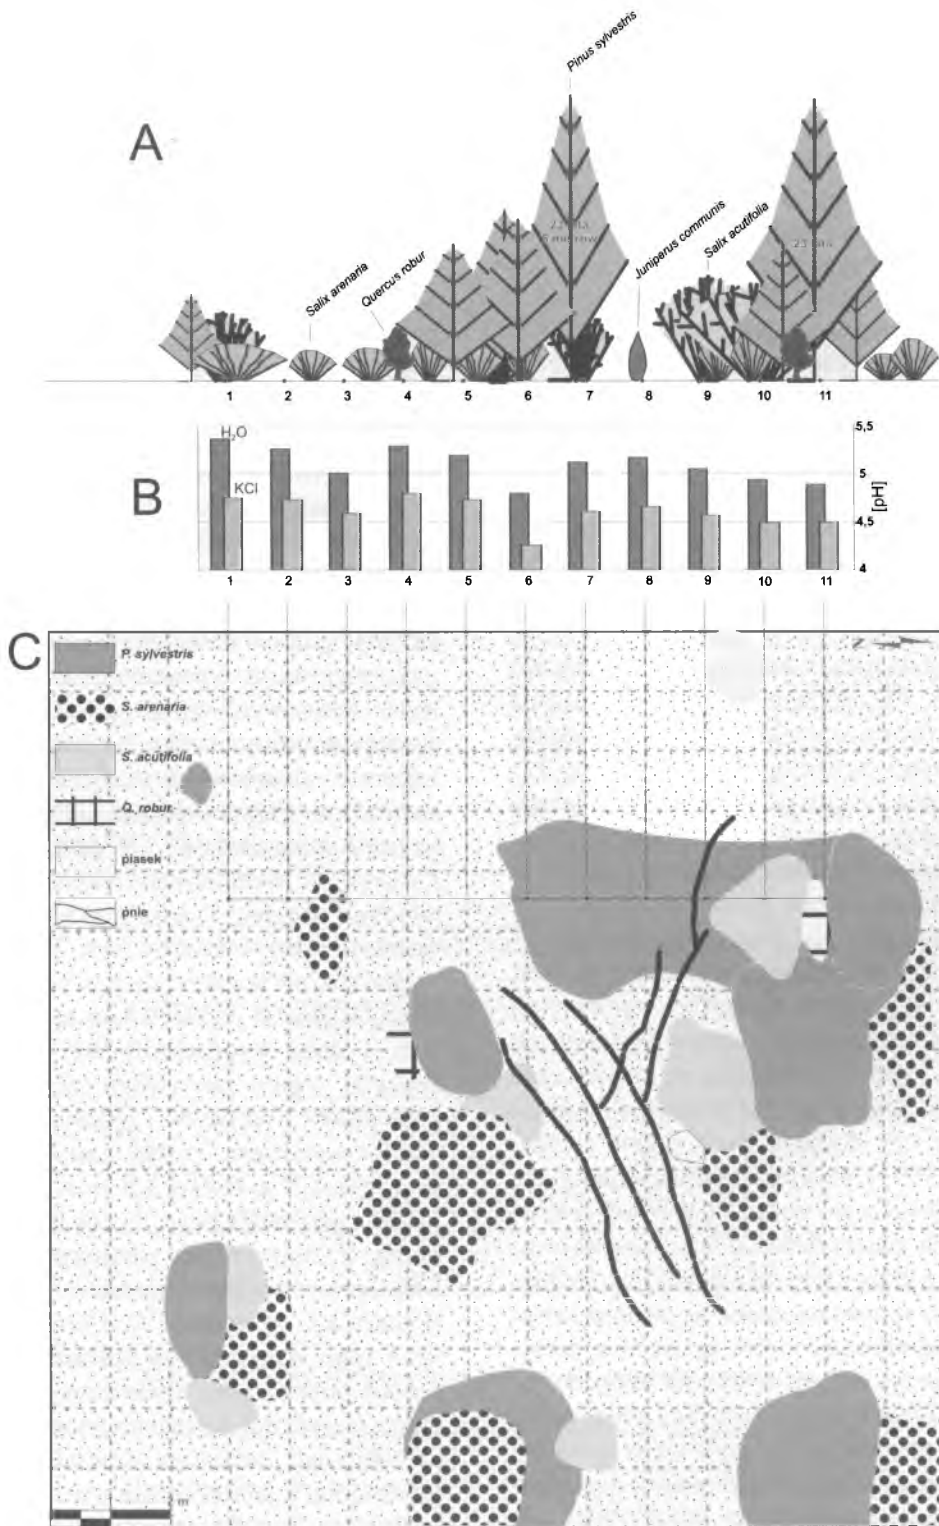 A
Pinus sylvestris
Salix arenaria
Quercus robur
Juniperus communis
Salix acutifolia
23 lata
1 2 3 4 5 6 7 8 9 10 11
B
H₂O
KCl
5,5
5
4,5
4
[pH]
1 2 3 4 5 6 7 8 9 10 11
C
P. sylvestris
S. arenaria
S. acutifolia
Q. robur
piasek
pnie
N
m